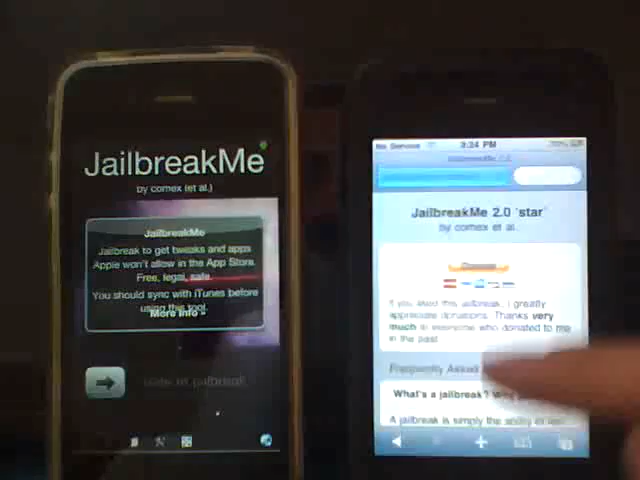 JailbreakMe
by comex (et al.)
JailbreakMe
Jailbreak to get tweaks and apps
Apple won't allow in the App Store.
Free, legal, safe.
You should sync with iTunes before
using this tool.
More Info »
slide to jailbreak
No Service
3:34 PM
JailbreakMe 2.0 'star'
by comex et al.
Donate
If you liked this jailbreak, I greatly
appreciate donations. Thanks very
much to everyone who donated to me
in the past
Frequently Asked
What's a jailbreak?
A jailbreak is simply the ability to